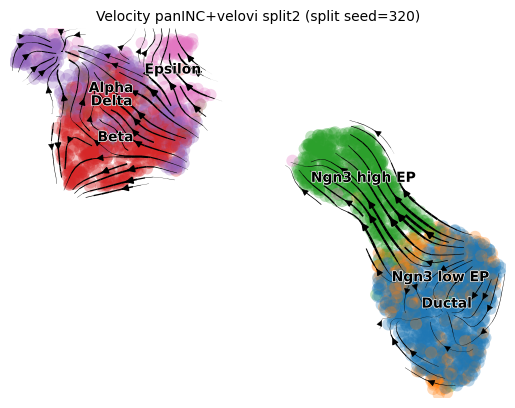 Velocity panINC+velovi split2 (split seed=320)
Epsilon
Alpha
Delta
Beta
Ngn3 high EP
Ngn3 low EP
Ductal